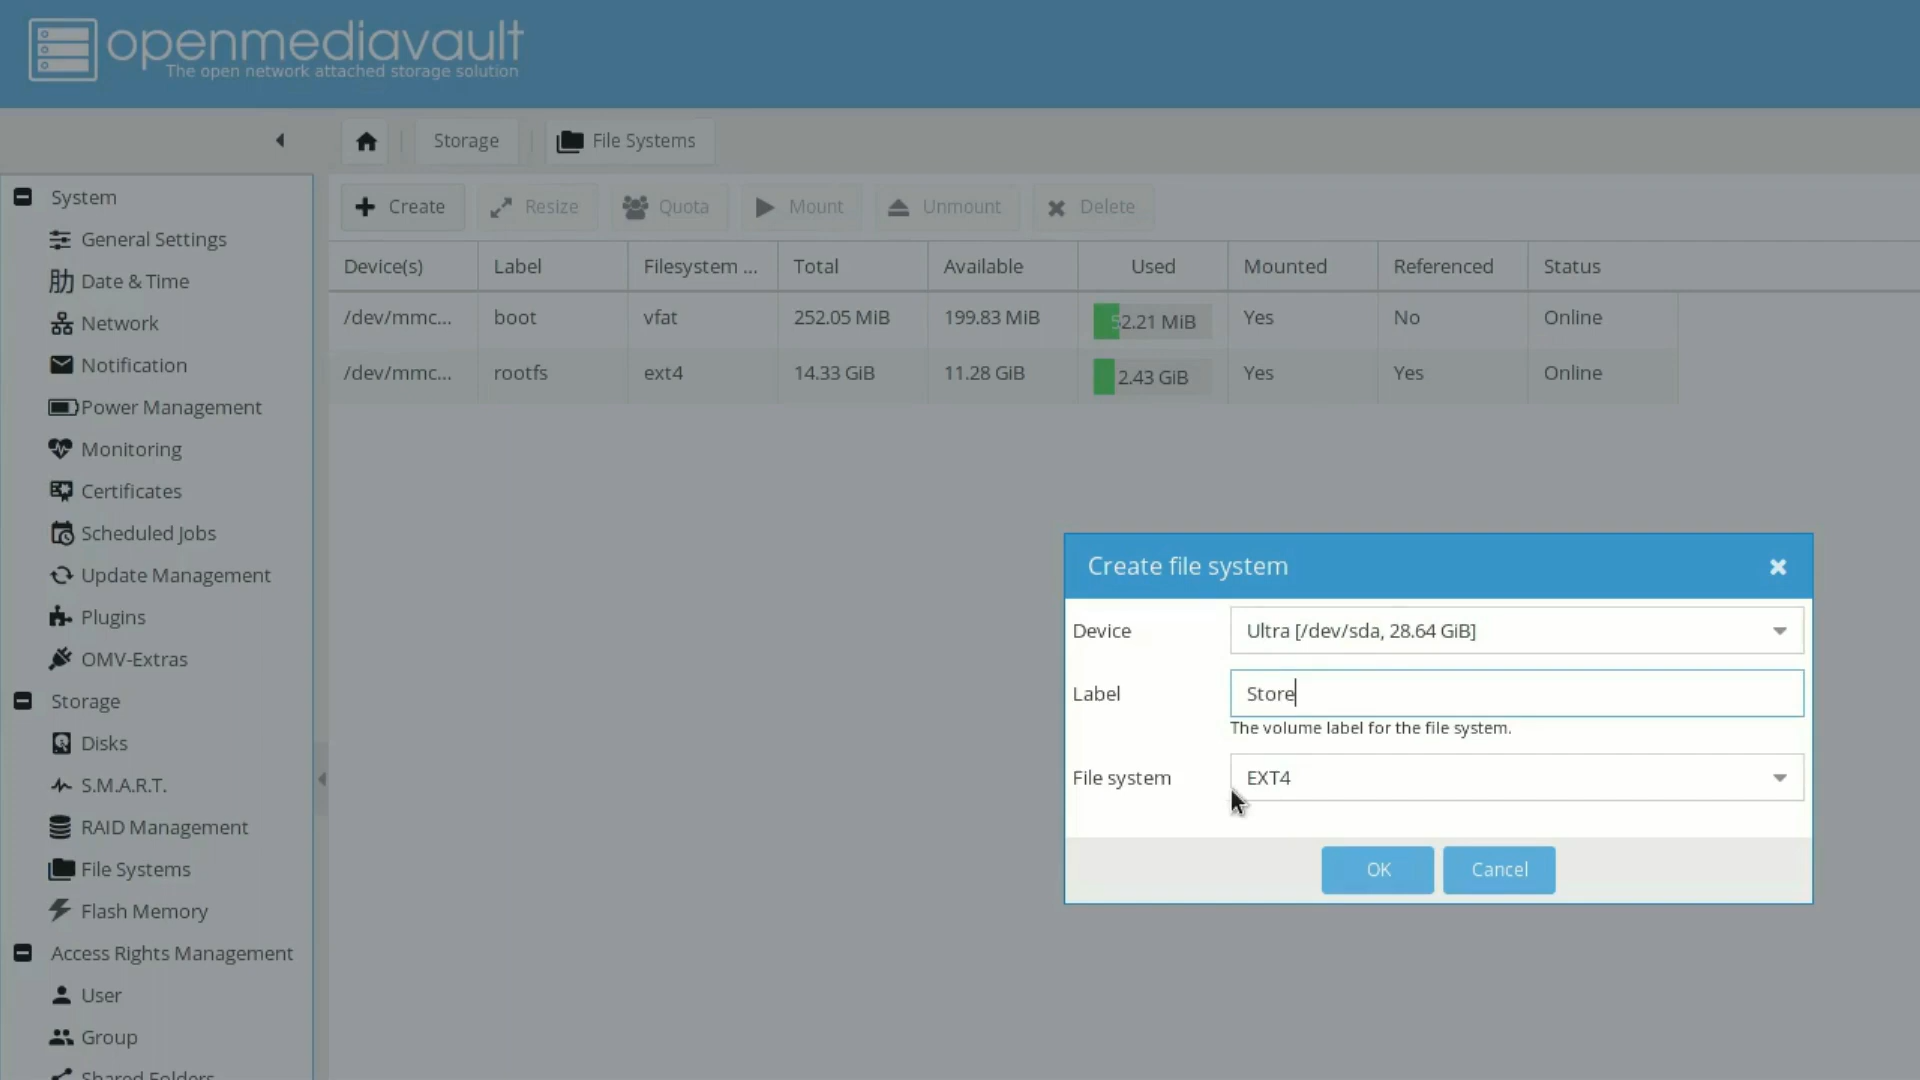 openmediavault
The open network attached storage solution
Storage
File Systems
System
General Settings
Date & Time
Network
Notification
Power Management
Monitoring
Certificates
Scheduled Jobs
Update Management
Plugins
OMV-Extras
Storage
Disks
S.M.A.R.T.
RAID Management
File Systems
Flash Memory
Access Rights Management
User
Group
Shared Folders
Create Resize Quota Mount Unmount Delete
Device(s) Label Filesystem ... Total Available Used Mounted Referenced Status
/dev/mmc... boot vfat 252.05 MiB 199.83 MiB 52.21 MiB Yes No Online
/dev/mmc... rootfs ext4 14.33 GiB 11.28 GiB 2.43 GiB Yes Yes Online
Create file system
Device Ultra [/dev/sda, 28.64 GiB]
Label Store
The volume label for the file system.
File system EXT4
OK Cancel